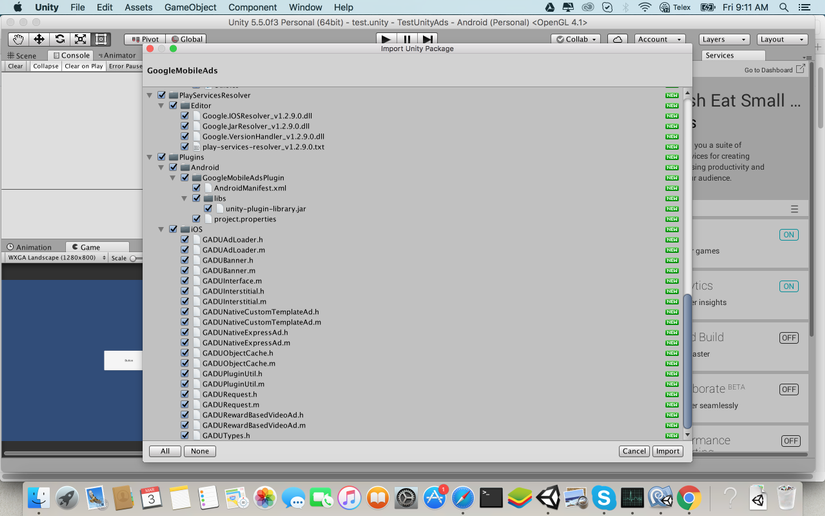 Unity File Edit Assets GameObject Component Window Help Telex Fri 9:11 AM
Unity 5.5.0f3 Personal (64bit) - test.unity - TestUnityAds - Android (Personal) <OpenGL 4.1>
Pivot Global Collab Account Layers Layout
Scene Console Animator
Clear Collapse Clear on Play Error Pause
Import Unity Package
GoogleMobileAds
PlayServicesResolver NEW
Editor NEW
Google.IOSResolver_v1.2.9.0.dll NEW
Google.JarResolver_v1.2.9.0.dll NEW
Google.VersionHandler_v1.2.9.0.dll NEW
play-services-resolver_v1.2.9.0.txt NEW
Plugins NEW
Android NEW
GoogleMobileAdsPlugin NEW
AndroidManifest.xml NEW
libs NEW
unity-plugin-library.jar NEW
project.properties NEW
iOS NEW
GADUAdLoader.h NEW
GADUAdLoader.m NEW
GADUBanner.h NEW
GADUBanner.m NEW
GADUInterface.m NEW
GADUInterstitial.h NEW
GADUInterstitial.m NEW
GADUNativeCustomTemplateAd.h NEW
GADUNativeCustomTemplateAd.m NEW
GADUNativeExpressAd.h NEW
GADUNativeExpressAd.m NEW
GADUObjectCache.h NEW
GADUObjectCache.m NEW
GADUPluginUtil.h NEW
GADUPluginUtil.m NEW
GADURequest.h NEW
GADURequest.m NEW
GADURewardBasedVideoAd.h NEW
GADURewardBasedVideoAd.m NEW
GADUTypes.h NEW
All None Cancel Import
Animation Game
WXGA Landscape (1280x800) Scale
Services
Go to Dashboard
sh Eat Small ...
s
you a suite of
vices for creating
sing productivity and
r audience.
ON
r games
ytics ON
r insights
d Build OFF
aster
borate BETA OFF
er seamlessly
rmance OFF
MAR
3
1